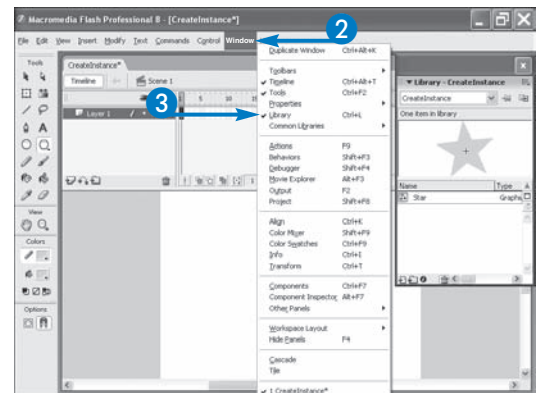 Macromedia Flash Professional 8 - [CreateInstance*]
File Edit View Insert Modify Text Commands Control Window
2
Tools
View
Colors
Options
CreateInstance*
Timeline Scene 1
5 10 15
Layer 1
3
Duplicate Window Ctrl+Alt+K
Toolbars
Timeline Ctrl+Alt+T
Tools Ctrl+F2
Properties
Library Ctrl+L
Common Libraries
Actions F9
Behaviors Shift+F3
Debugger Shift+F4
Movie Explorer Alt+F3
Output F2
Project Shift+F8
Align Ctrl+K
Color Mixer Shift+F9
Color Swatches Ctrl+F9
Info Ctrl+I
Transform Ctrl+T
Components Ctrl+F7
Component Inspector Alt+F7
Other Panels
Workspace Layout
Hide Panels F4
Cascade
Tile
1 CreateInstance*
Library - CreateInstance
CreateInstance
One item in library
Name Type
Star Graphic